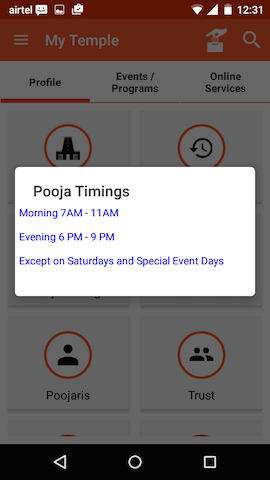 airtel 12:31
My Temple
Profile
Events / Programs
Online Services
Pooja Timings
Morning 7AM - 11AM
Evening 6 PM - 9 PM
Except on Saturdays and Special Event Days
Poojaris
Trust